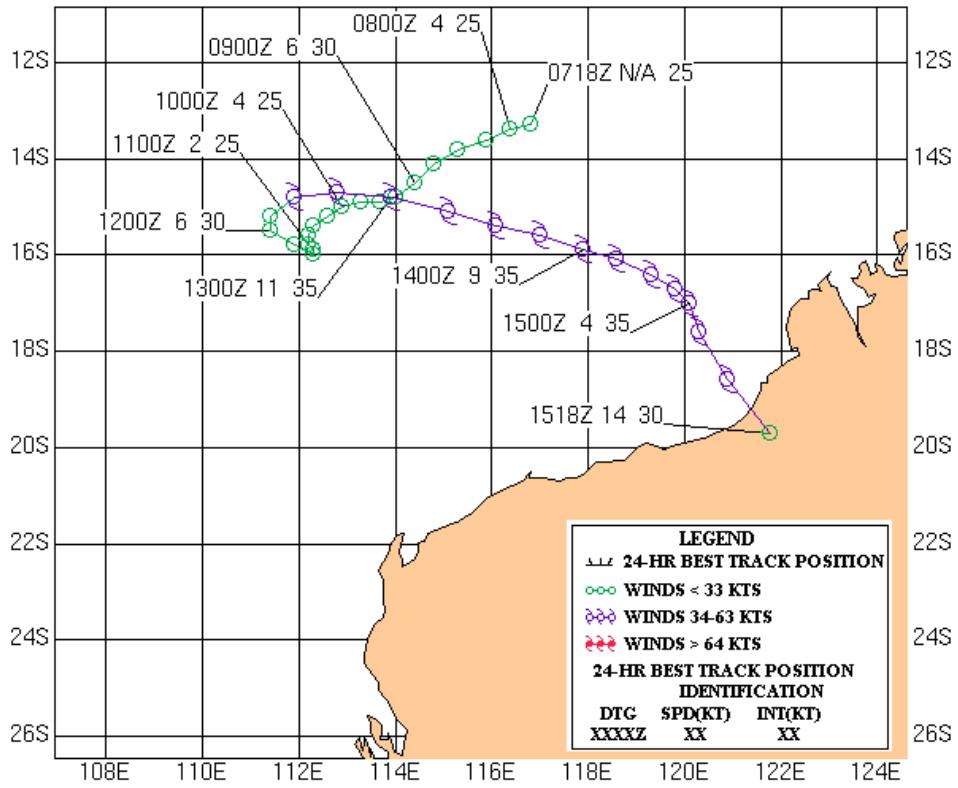 0800Z 4 25
0900Z 6 30
12S
12S
0718Z N/A 25
1000Z 4 25
1100Z 2 25
14S
14S
1200Z 6 30
16S
16S
1300Z 11 35
1400Z 9 35
1500Z 4 35
18S
18S
1518Z 14 30
20S
20S
LEGEND
24-HR BEST TRACK POSITION
WINDS < 33 KTS
WINDS 34-63 KTS
WINDS > 64 KTS
24-HR BEST TRACK POSITION
IDENTIFICATION
DTG SPD(KT) INT(KT)
XXXXZ XX XX
22S
22S
24S
24S
26S
26S
108E 110E 112E 114E 116E 118E 120E 122E 124E